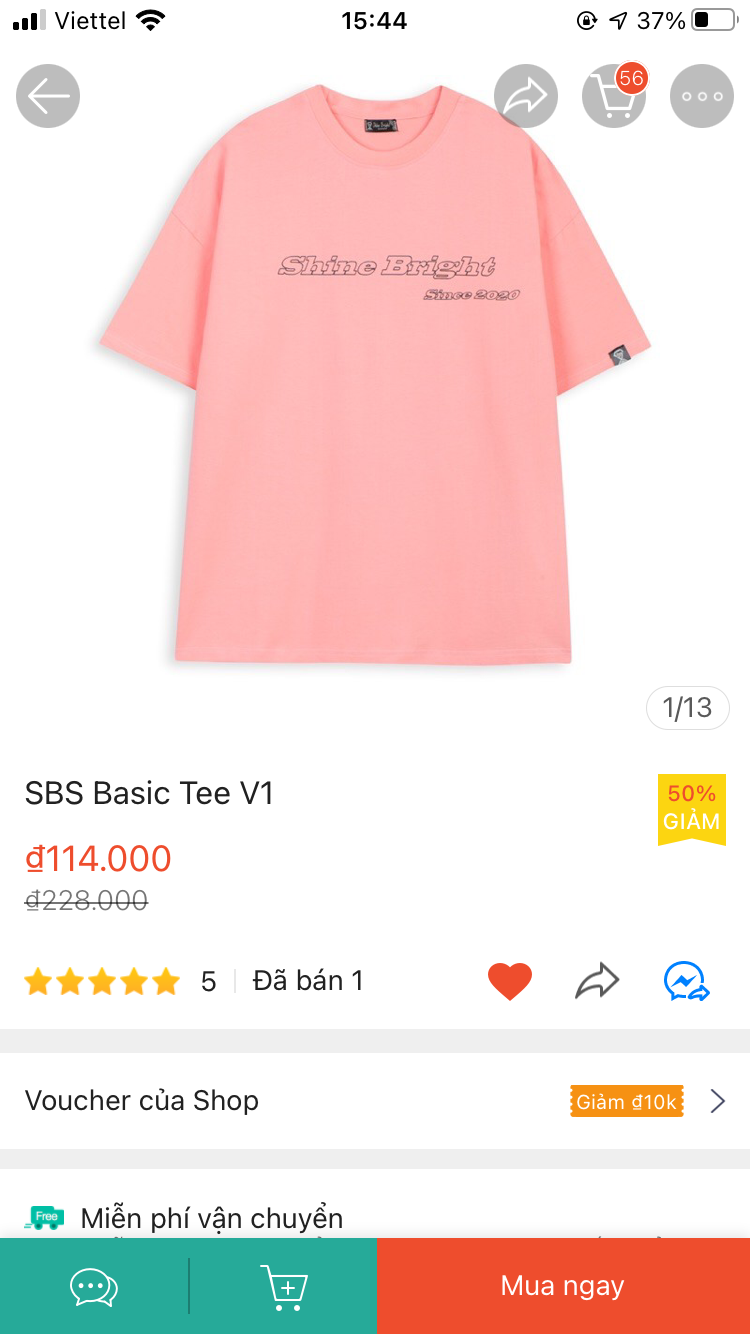 Viettel 15:44 37%
56
Shine Bright
Since 2020
1/13
SBS Basic Tee V1
50%
GIẢM
₫114.000
₫228.000
5 Đã bán 1
Voucher của Shop Giảm ₫10k
Free Miễn phí vận chuyển
Mua ngay